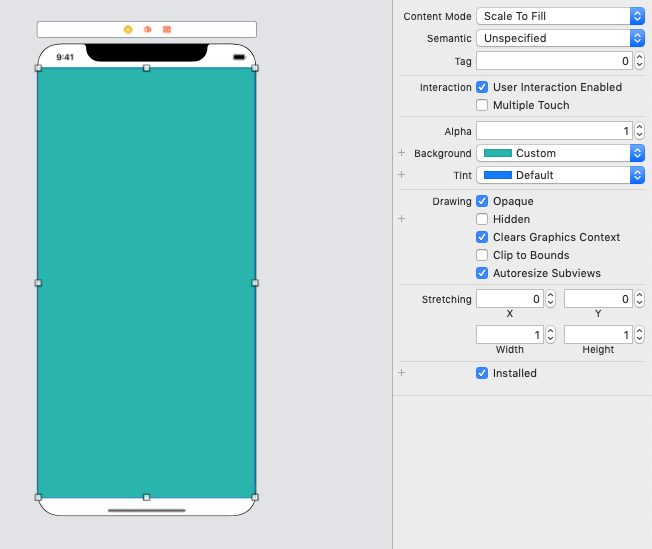 9:41
Content Mode Scale To Fill
Semantic Unspecified
Tag 0
Interaction User Interaction Enabled
Multiple Touch
Alpha 1
+ Background Custom
+ Tint Default
Drawing Opaque
+ Hidden
Clears Graphics Context
Clip to Bounds
Autoresize Subviews
Stretching 0 0
X Y
1 1
Width Height
+ Installed